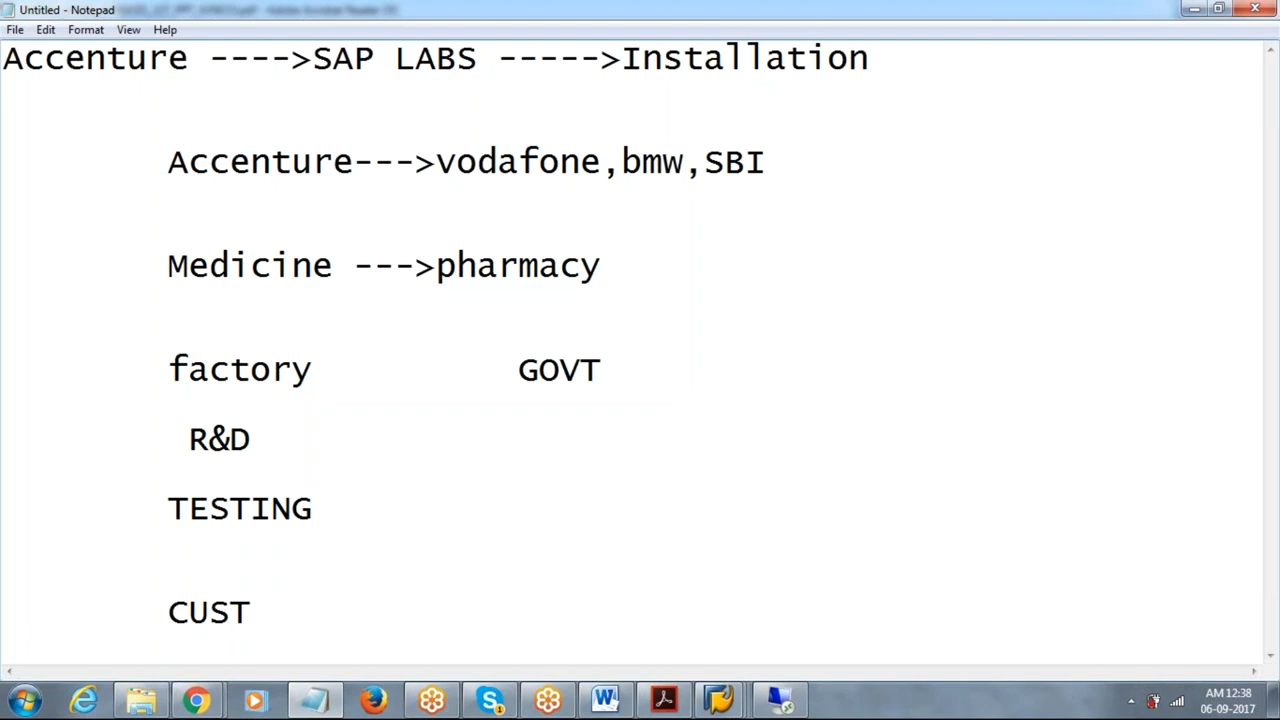 Untitled - Notepad
File Edit Format View Help
Accenture ---->SAP LABS ----->Installation
Accenture--->vodafone,bmw,SBI
Medicine --->pharmacy
factory GOVT
R&D
TESTING
CUST
AM 12:38
06-09-2017